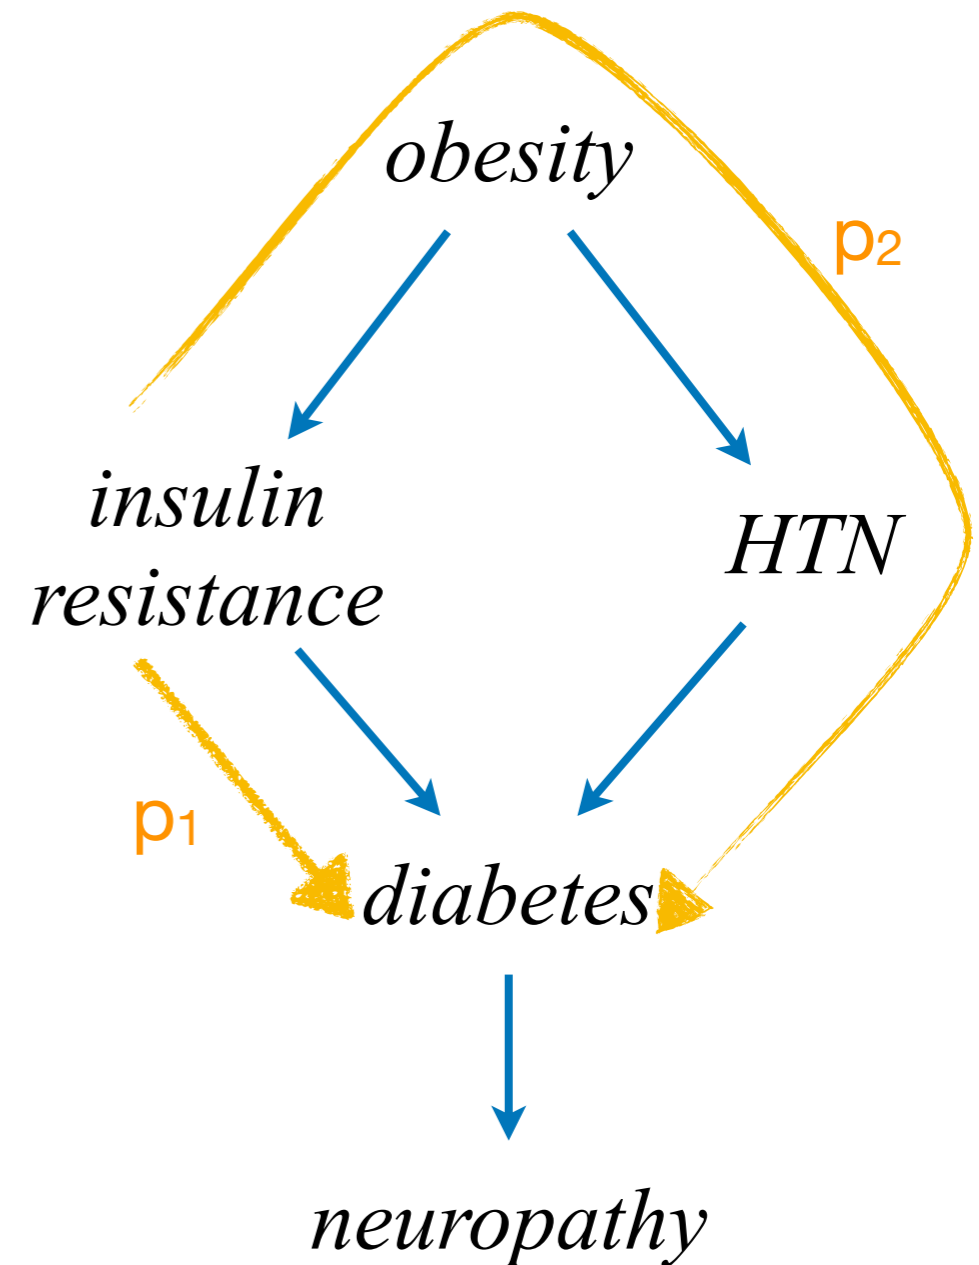 obesity
p2
insulin
resistance
HTN
p1
diabetes
neuropathy